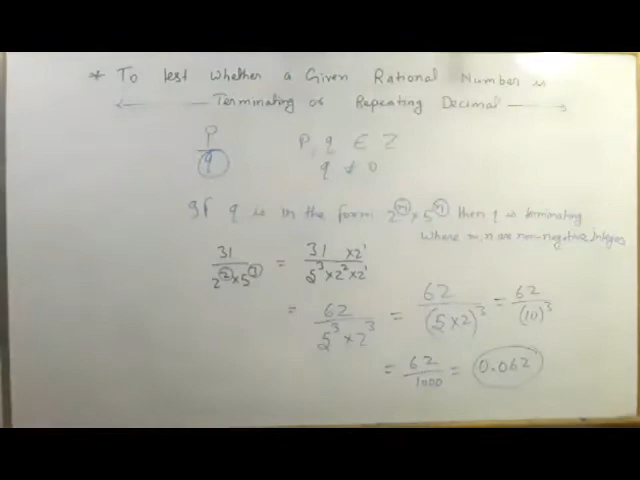 * To test whether a Given Rational Number is
Terminating or Repeating Decimal
P/q P, q ∈ Z
q ≠ 0
If q is in the form 2^m × 5^n then q is terminating
where m,n are non-negative integers
31/(2^2 × 5^3) = (31 × 2^1)/(5^3 × 2^2 × 2^1)
= 62/(5^3 × 2^3) = 62/(5 × 2)^3 = 62/(10)^3
= 62/1000 = 0.062